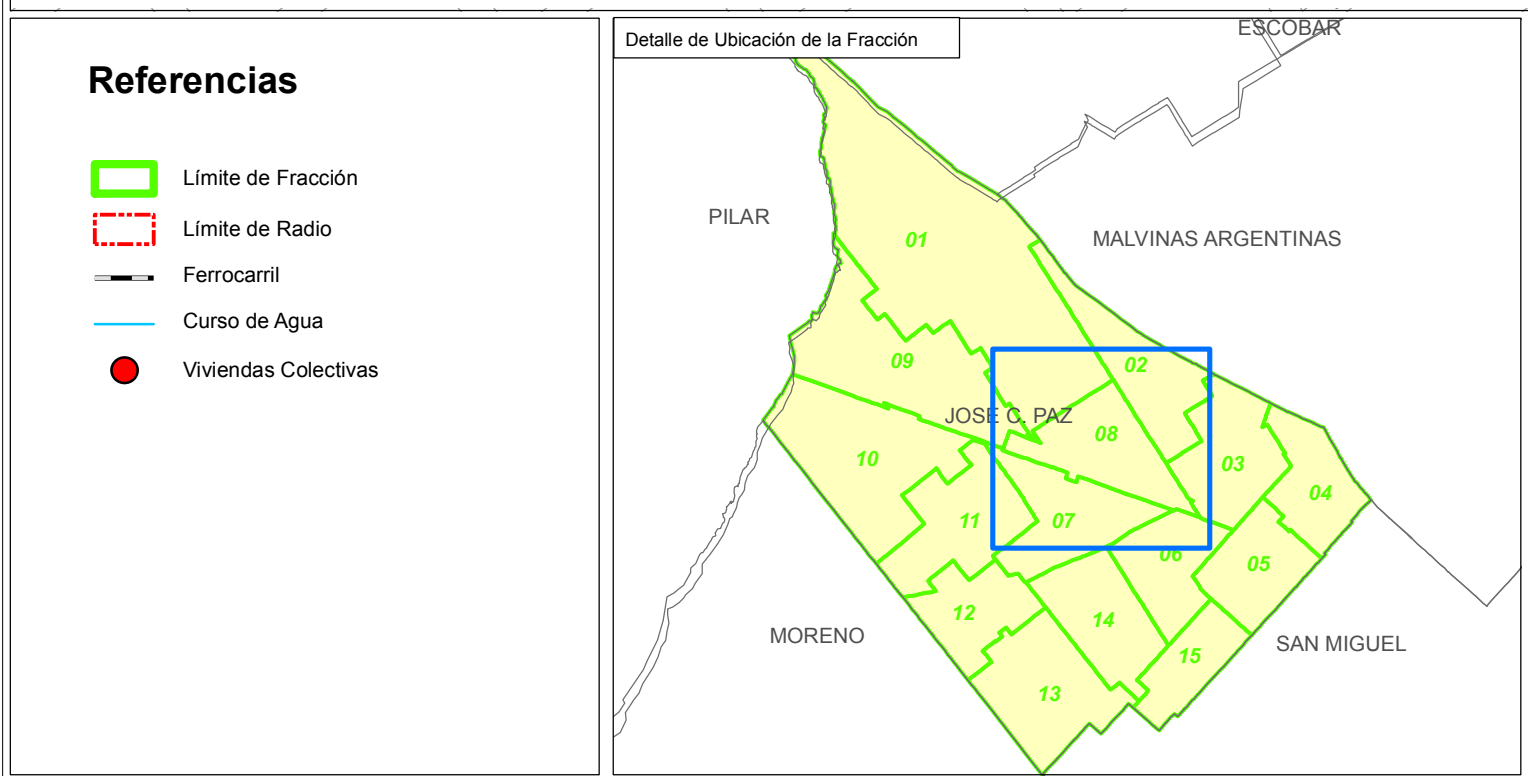 Referencias
Límite de Fracción
Límite de Radio
Ferrocarril
Curso de Agua
Viviendas Colectivas
Detalle de Ubicación de la Fracción
ESCOBAR
PILAR
MALVINAS ARGENTINAS
01
02
09
JOSE C. PAZ
08
10
03
04
11
07
06
05
12
14
MORENO
SAN MIGUEL
15
13